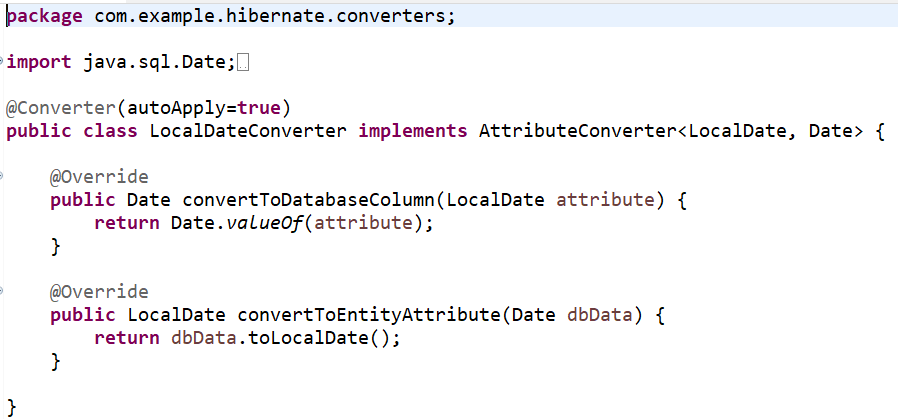 package com.example.hibernate.converters;
import java.sql.Date;
@Converter(autoApply=true)
public class LocalDateConverter implements AttributeConverter<LocalDate, Date> {
@Override
public Date convertToDatabaseColumn(LocalDate attribute) {
return Date.valueOf(attribute);
}
@Override
public LocalDate convertToEntityAttribute(Date dbData) {
return dbData.toLocalDate();
}
}